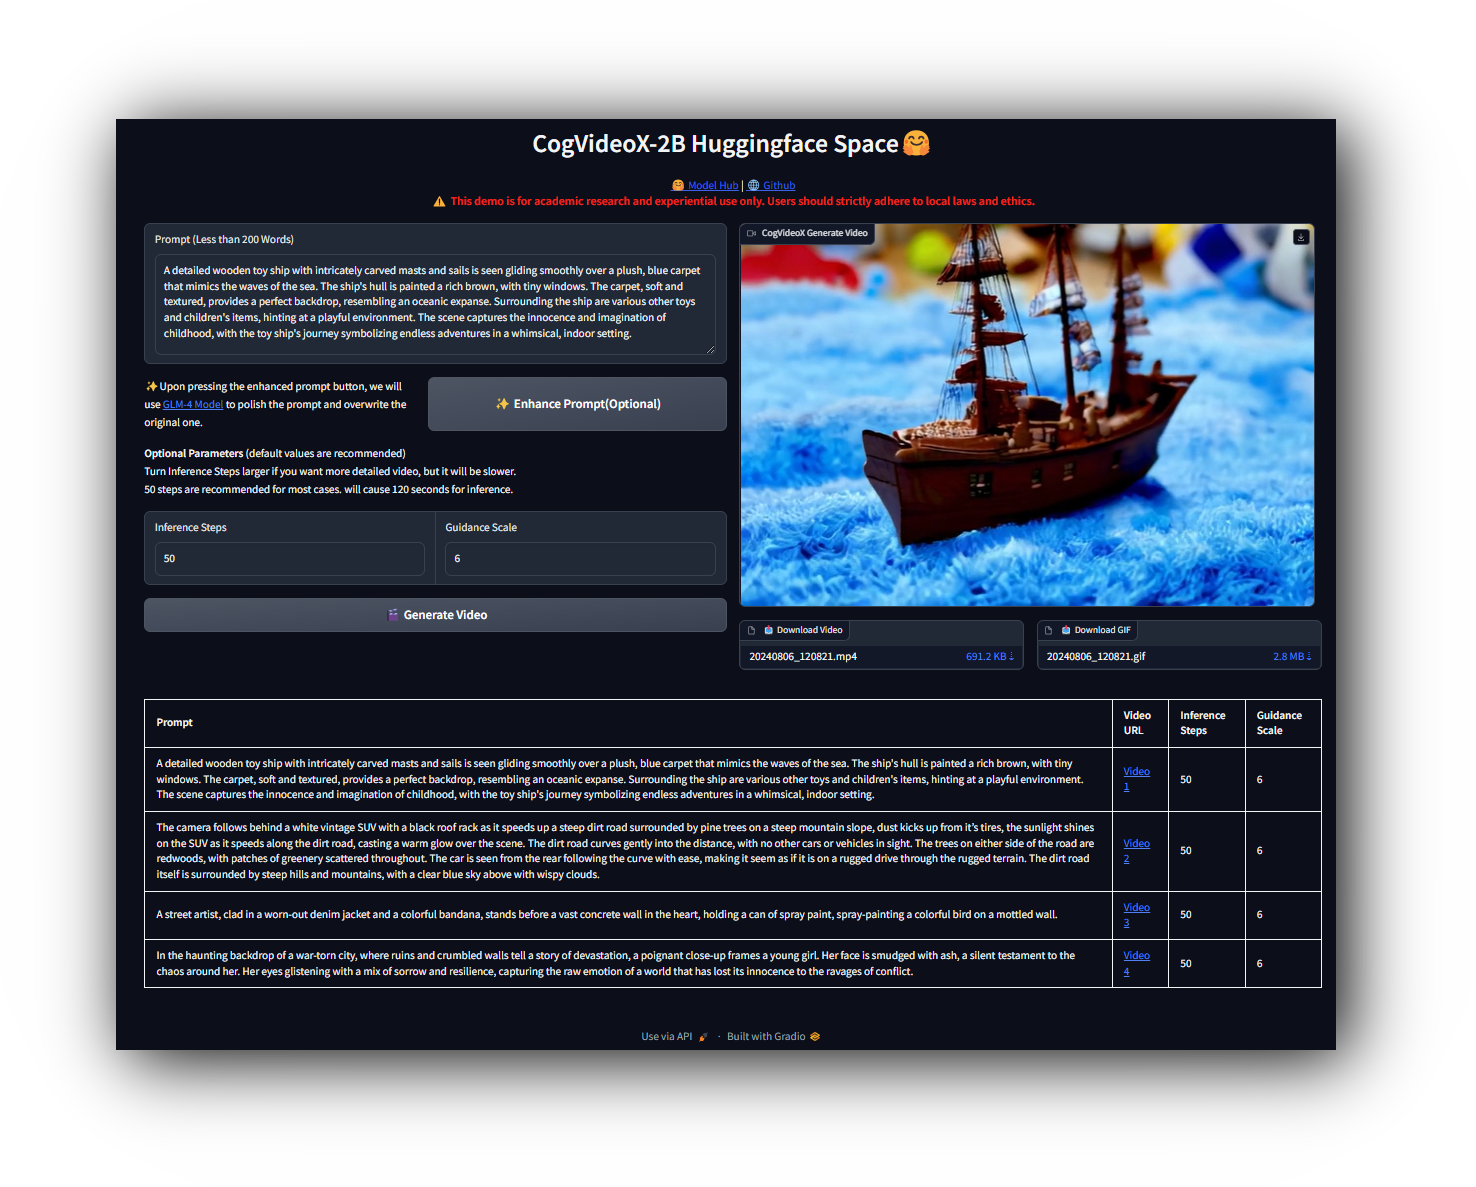 CogVideoX-2B Huggingface Space🤗
🤗 Model Hub | 🌐 Github
⚠️ This demo is for academic research and experiential use only. Users should strictly adhere to local laws and ethics.
Prompt (Less than 200 Words)
A detailed wooden toy ship with intricately carved masts and sails is seen gliding smoothly over a plush, blue carpet
that mimics the waves of the sea. The ship's hull is painted a rich brown, with tiny windows. The carpet, soft and
textured, provides a perfect backdrop, resembling an oceanic expanse. Surrounding the ship are various other toys
and children's items, hinting at a playful environment. The scene captures the innocence and imagination of
childhood, with the toy ship's journey symbolizing endless adventures in a whimsical, indoor setting.
✨Upon pressing the enhanced prompt button, we will
use GLM-4 Model to polish the prompt and overwrite the
original one.
✨ Enhance Prompt(Optional)
Optional Parameters (default values are recommended)
Turn Inference Steps larger if you want more detailed video, but it will be slower.
50 steps are recommended for most cases. will cause 120 seconds for inference.
Inference Steps
50
Guidance Scale
6
🎬 Generate Video
CogVideoX Generate Video
📥 Download Video
20240806_120821.mp4 691.2 KB ⇣
📥 Download GIF
20240806_120821.gif 2.8 MB ⇣
Prompt
Video
URL
Inference
Steps
Guidance
Scale
A detailed wooden toy ship with intricately carved masts and sails is seen gliding smoothly over a plush, blue carpet that mimics the waves of the sea. The ship's hull is painted a rich brown, with tiny
windows. The carpet, soft and textured, provides a perfect backdrop, resembling an oceanic expanse. Surrounding the ship are various other toys and children's items, hinting at a playful environment.
The scene captures the innocence and imagination of childhood, with the toy ship's journey symbolizing endless adventures in a whimsical, indoor setting.
Video
1
50
6
The camera follows behind a white vintage SUV with a black roof rack as it speeds up a steep dirt road surrounded by pine trees on a steep mountain slope, dust kicks up from it's tires, the sunlight shines
on the SUV as it speeds along the dirt road, casting a warm glow over the scene. The dirt road curves gently into the distance, with no other cars or vehicles in sight. The trees on either side of the road are
redwoods, with patches of greenery scattered throughout. The car is seen from the rear following the curve with ease, making it seem as if it is on a rugged drive through the rugged terrain. The dirt road
itself is surrounded by steep hills and mountains, with a clear blue sky above with wispy clouds.
Video
2
50
6
A street artist, clad in a worn-out denim jacket and a colorful bandana, stands before a vast concrete wall in the heart, holding a can of spray paint, spray-painting a colorful bird on a mottled wall.
Video
3
50
6
In the haunting backdrop of a war-torn city, where ruins and crumbled walls tell a story of devastation, a poignant close-up frames a young girl. Her face is smudged with ash, a silent testament to the
chaos around her. Her eyes glistening with a mix of sorrow and resilience, capturing the raw emotion of a world that has lost its innocence to the ravages of conflict.
Video
4
50
6
Use via API 🚀 · Built with Gradio